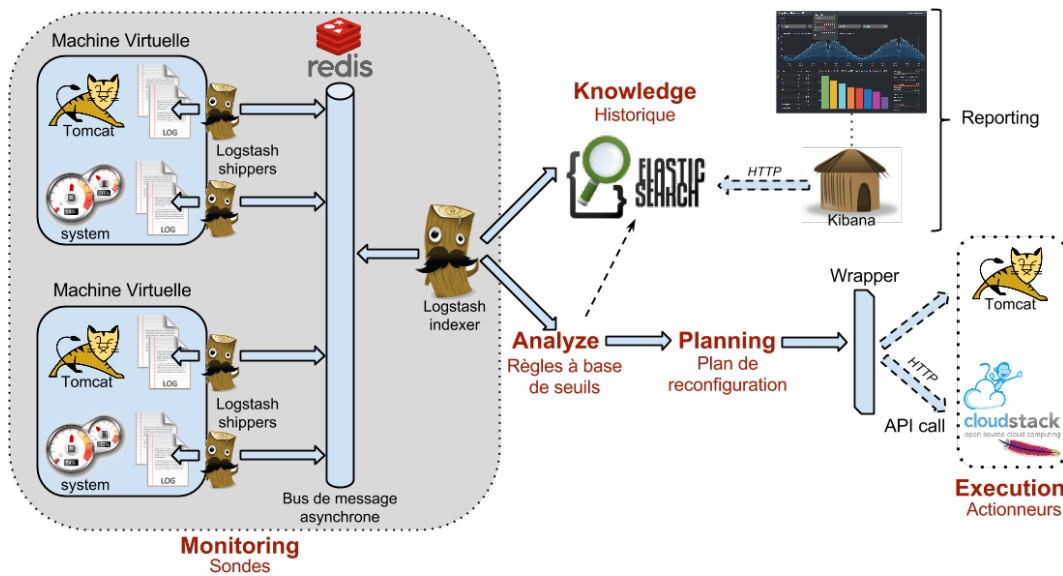 Machine Virtuelle
redis
Tomcat
LOG
Logstash
shippers
system
LOG
Machine Virtuelle
Tomcat
LOG
Logstash
shippers
system
LOG
Bus de message
asynchrone
Monitoring
Sondes
Logstash
indexer
Knowledge
Historique
ELASTIC
SEARCH
HTTP
Kibana
Reporting
Analyze
Règles à base
de seuils
Planning
Plan de
reconfiguration
Wrapper
HTTP
API call
Tomcat
cloudstack
open source cloud computing
Execution
Actionneurs